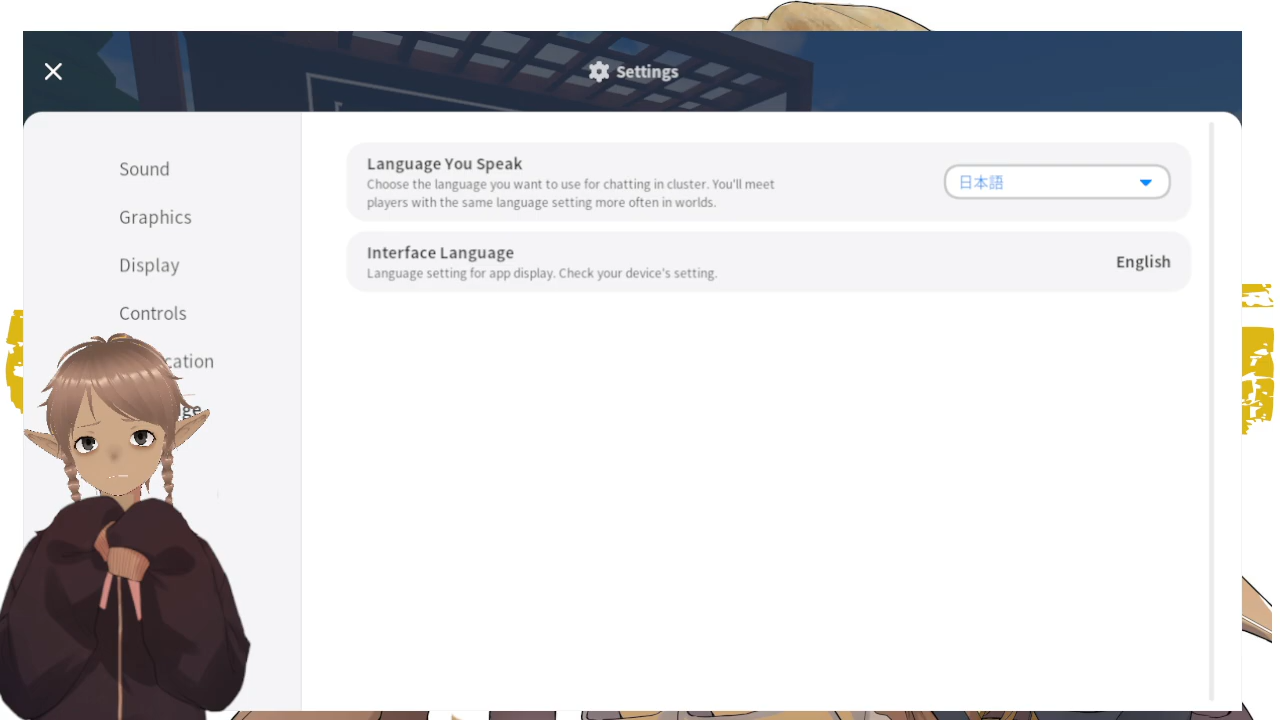 Settings
Sound
Graphics
Display
Controls
Language You Speak
Choose the language you want to use for chatting in cluster. You'll meet
players with the same language setting more often in worlds.
日本語
Interface Language
Language setting for app display. Check your device's setting.
English